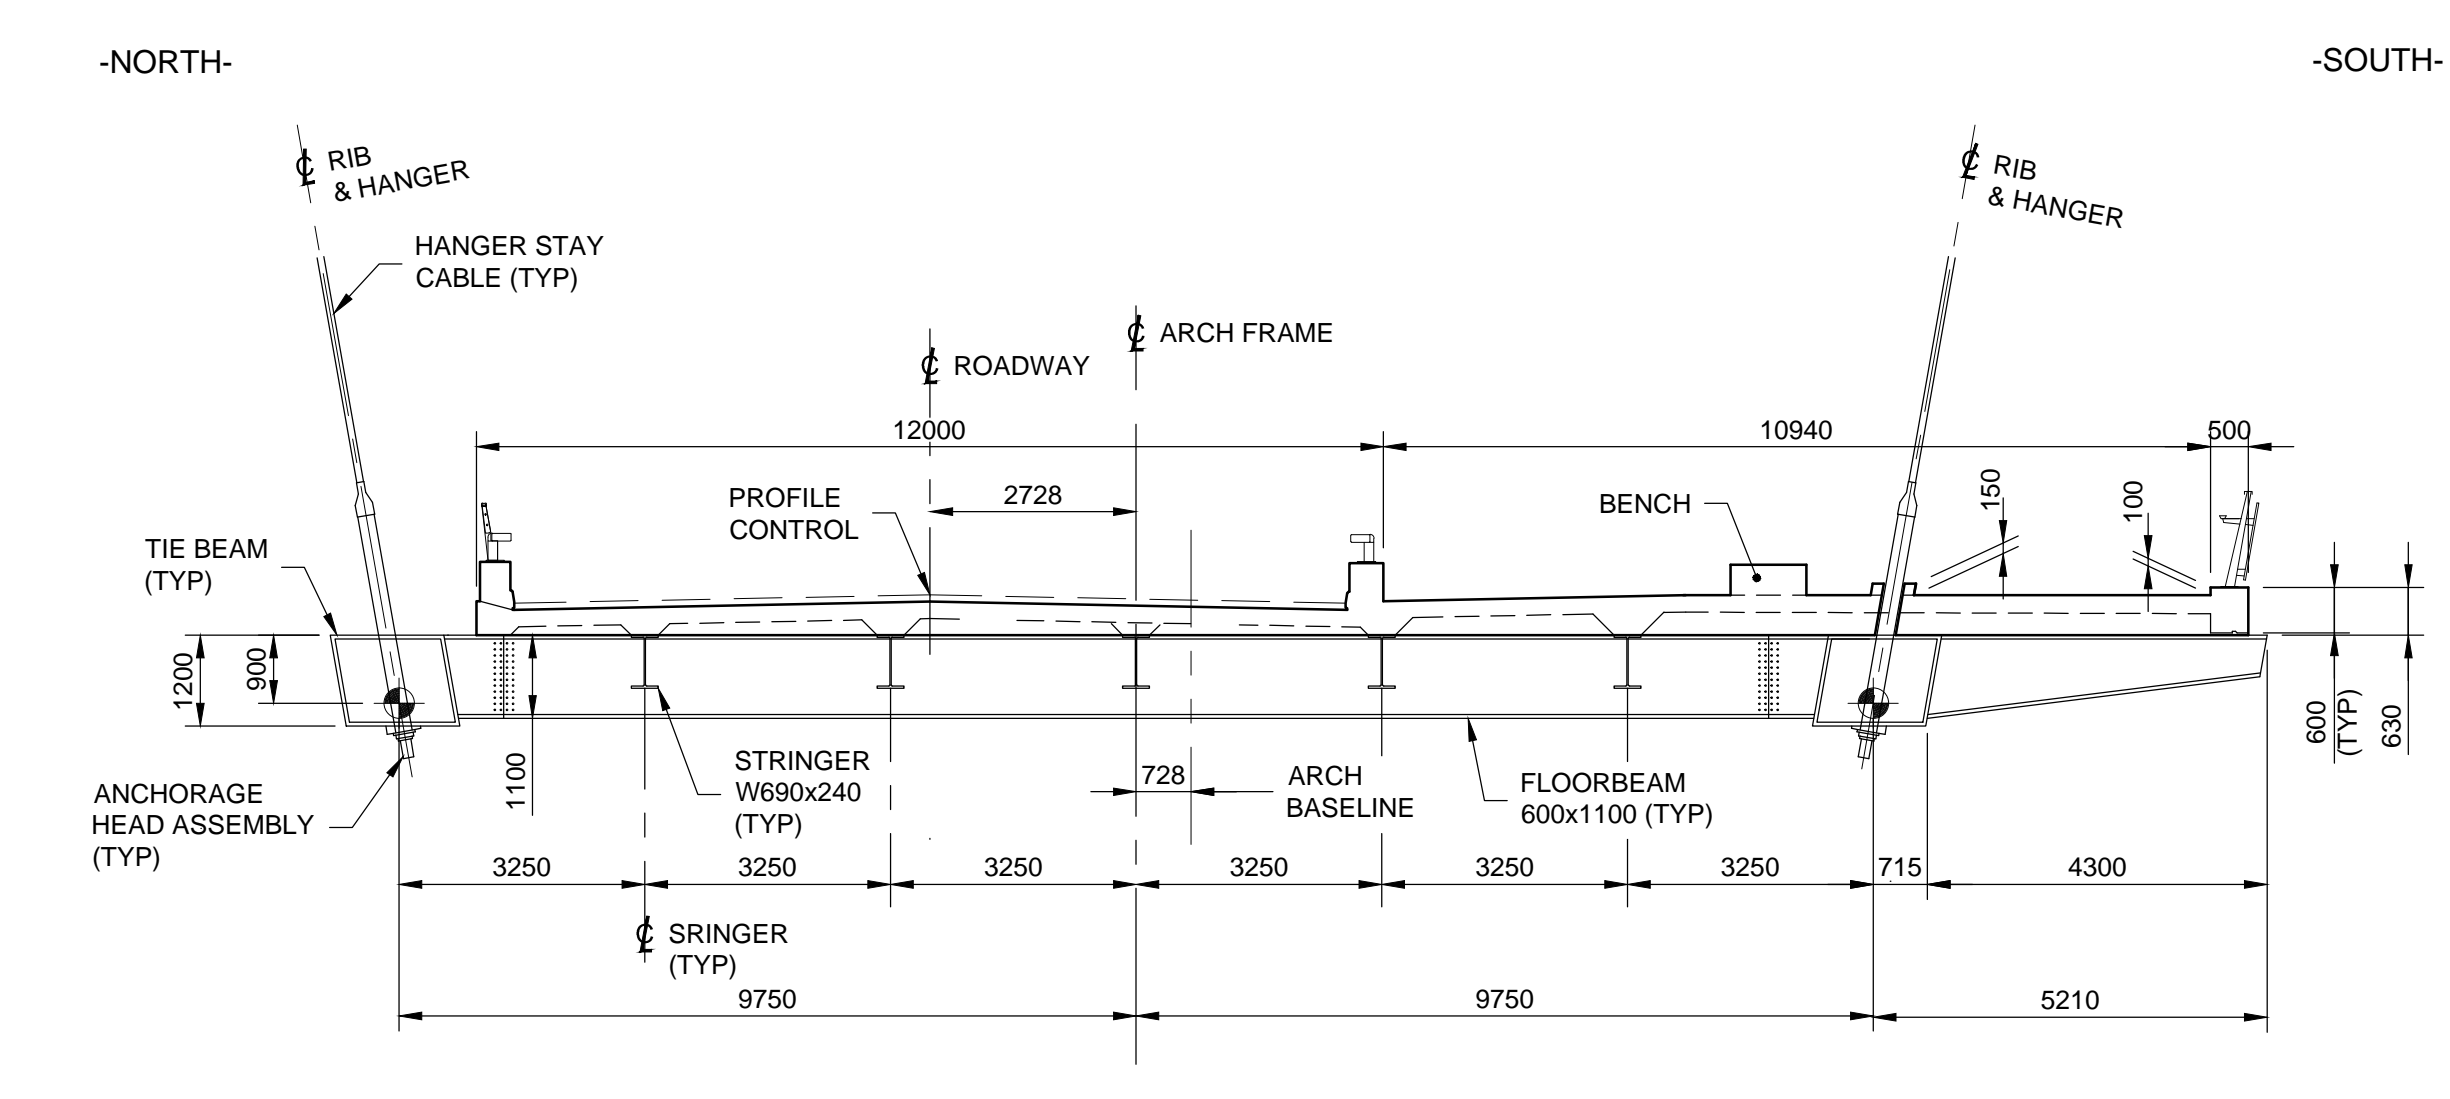 -NORTH-
-SOUTH-
℄ RIB
& HANGER
℄ RIB
& HANGER
HANGER STAY
CABLE (TYP)
℄ ARCH FRAME
℄ ROADWAY
12000
10940
500
2728
PROFILE
CONTROL
BENCH
150
100
TIE BEAM
(TYP)
1200
900
1100
600
(TYP)
630
STRINGER
W690x240
(TYP)
728
ARCH
BASELINE
FLOORBEAM
600x1100 (TYP)
ANCHORAGE
HEAD ASSEMBLY
(TYP)
3250
3250
3250
3250
3250
3250
715
4300
℄ SRINGER
(TYP)
9750
9750
5210